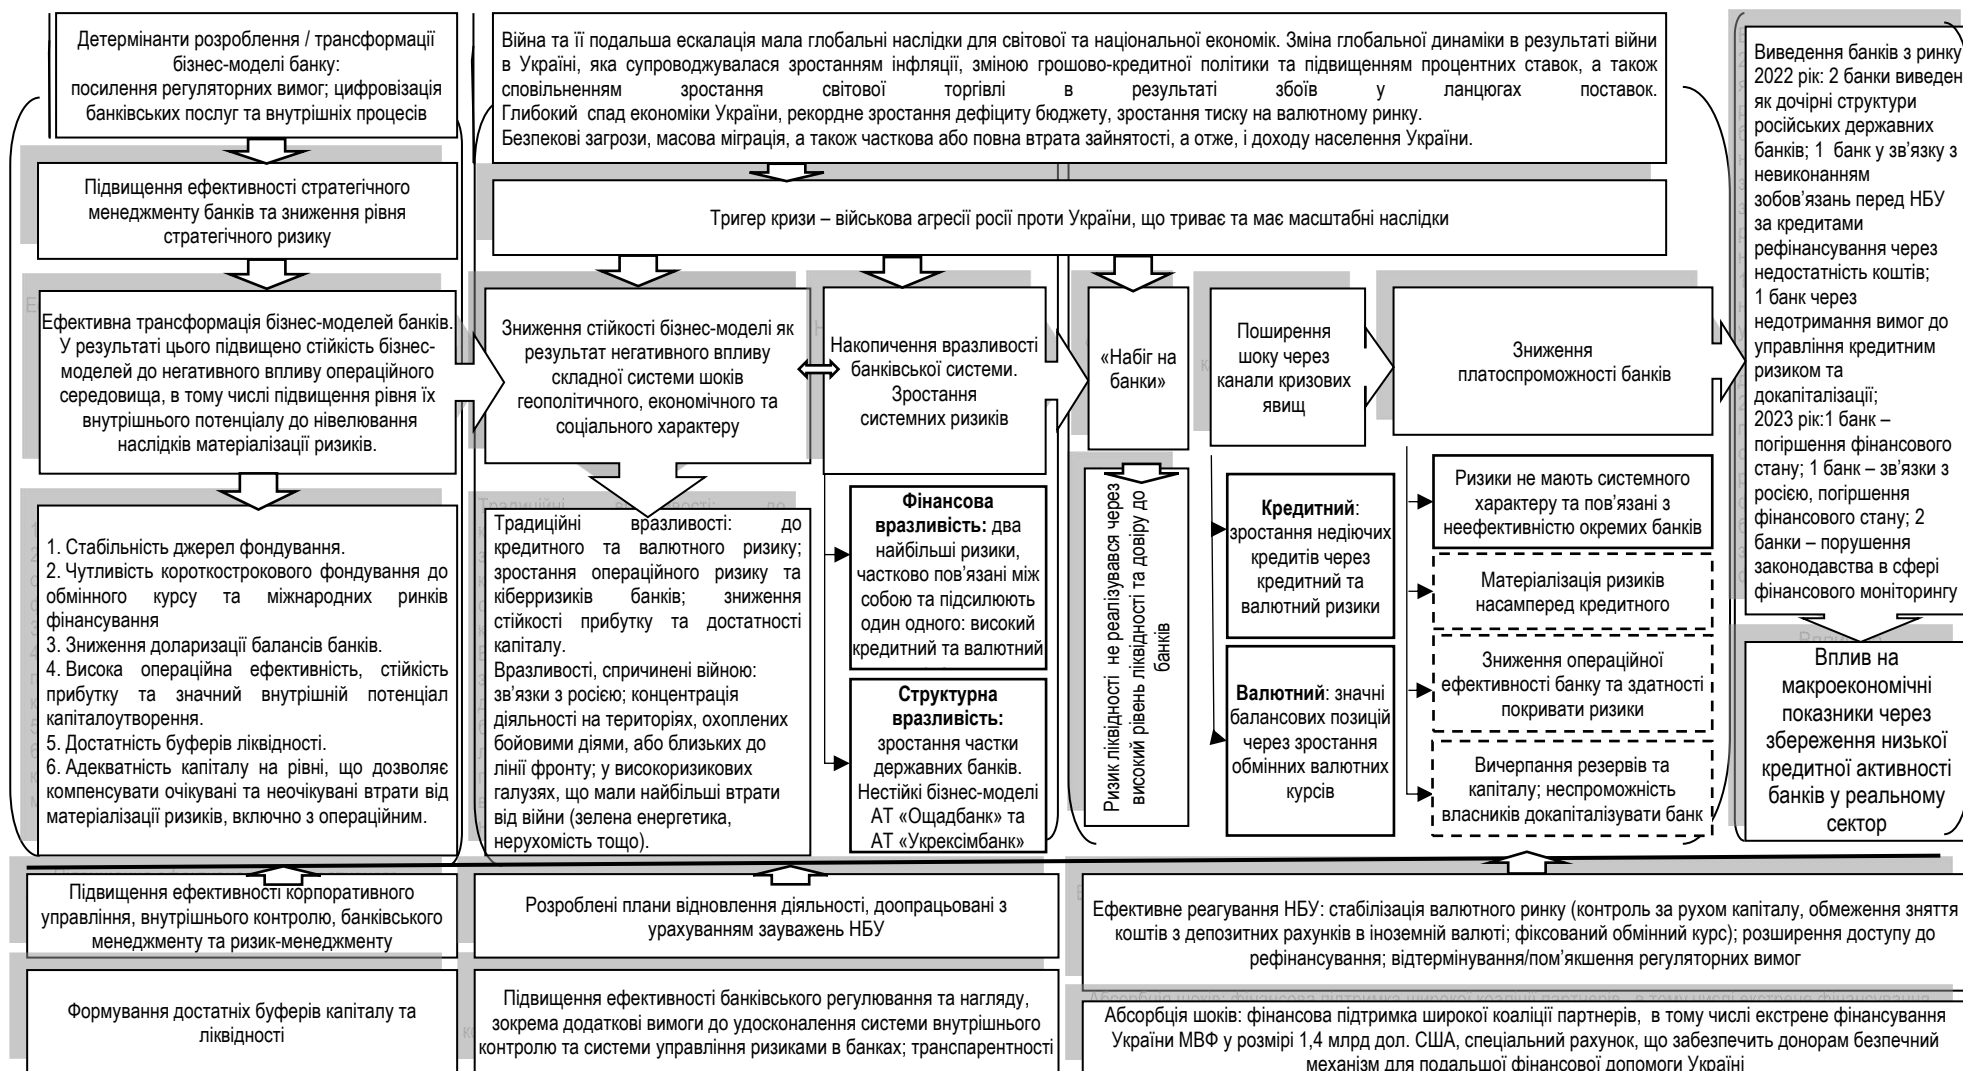 Детермінанти розроблення / трансформації
бізнес-моделі банку:
посилення регуляторних вимог; цифровізація
банківських послуг та внутрішніх процесів
Підвищення ефективності стратегічного
менеджменту банків та зниження рівня
стратегічного ризику
Ефективна трансформація бізнес-моделей банків.
У результаті цього підвищено стійкість бізнес-
моделей до негативного впливу операційного
середовища, в тому числі підвищення рівня їх
внутрішнього потенціалу до нівелювання
наслідків матеріалізації ризиків.
1. Стабільність джерел фондування.
2. Чутливість короткострокового фондування до
обмінного курсу та міжнародних ринків
фінансування
3. Зниження доларизації балансів банків.
4. Висока операційна ефективність, стійкість
прибутку та значний внутрішній потенціал
капіталоутворення.
5. Достатність буферів ліквідності.
6. Адекватність капіталу на рівні, що дозволяє
компенсувати очікувані та неочікувані втрати від
матеріалізації ризиків, включно з операційним.
Війна та її подальша ескалація мала глобальні наслідки для світової та національної економік. Зміна глобальної динаміки в результаті війни
в Україні, яка супроводжувалася зростанням інфляції, зміною грошово-кредитної політики та підвищенням процентних ставок, а також
сповільненням зростання світової торгівлі в результаті збоїв у ланцюгах поставок.
Глибокий спад економіки України, рекордне зростання дефіциту бюджету, зростання тиску на валютному ринку.
Безпекові загрози, масова міграція, а також часткова або повна втрата зайнятості, а отже, і доходу населення України.
Тригер кризи – військова агресії росії проти України, що триває та має масштабні наслідки
Зниження стійкості бізнес-моделі як
результат негативного впливу
складної системи шоків
геополітичного, економічного та
соціального характеру
Традиційні вразливості: до
кредитного та валютного ризику;
зростання операційного ризику та
кіберризиків банків; зниження
стійкості прибутку та достатності
капіталу.
Вразливості, спричинені війною:
зв'язки з росією; концентрація
діяльності на територіях, охоплених
бойовими діями, або близьких до
лінії фронту; у високоризикових
галузях, що мали найбільші втрати
від війни (зелена енергетика,
нерухомість тощо).
Накопичення вразливості
банківської системи.
Зростання
системних ризиків
Фінансова
вразливість: два
найбільші ризики,
частково пов'язані між
собою та підсилюють
один одного: високий
кредитний та валютний
Структурна
вразливість:
зростання частки
державних банків.
Нестійкі бізнес-моделі
АТ «Ощадбанк» та
АТ «Укрексімбанк»
«Набіг на
банки»
Ризик ліквідності не реалізувався через
високий рівень ліквідності та довіру до
банків
Поширення
шоку через
канали кризових
явищ
Кредитний:
зростання недіючих
кредитів через
кредитний та
валютний ризики
Валютний: значні
балансових позицій
через зростання
обмінних валютних
курсів
Зниження
платоспроможності банків
Ризики не мають системного
характеру та пов'язані з
неефективністю окремих банків
Матеріалізація ризиків
насамперед кредитного
Зниження операційної
ефективності банку та здатності
покривати ризики
Вичерпання резервів та
капіталу; неспроможність
власників докапіталізувати банк
Виведення банків з ринку
2022 рік: 2 банки виведен
як дочірні структури
російських державних
банків; 1 банк у зв'язку з
невиконанням
зобов'язань перед НБУ
за кредитами
рефінансування через
недостатність коштів;
1 банк через
недотримання вимог до
управління кредитним
ризиком та
докапіталізації;
2023 рік:1 банк –
погіршення фінансового
стану; 1 банк – зв'язки з
росією, погіршення
фінансового стану; 2
банки – порушення
законодавства в сфері
фінансового моніторингу
Вплив на
макроекономічні
показники через
збереження низької
кредитної активності
банків у реальному
сектор
Підвищення ефективності корпоративного
управління, внутрішнього контролю, банківського
менеджменту та ризик-менеджменту
Розроблені плани відновлення діяльності, доопрацьовані з
урахуванням зауважень НБУ
Ефективне реагування НБУ: стабілізація валютного ринку (контроль за рухом капіталу, обмеження зняття
коштів з депозитних рахунків в іноземній валюті; фіксований обмінний курс); розширення доступу до
рефінансування; відтермінування/пом'якшення регуляторних вимог
Формування достатніх буферів капіталу та
ліквідності
Підвищення ефективності банківського регулювання та нагляду,
зокрема додаткові вимоги до удосконалення системи внутрішнього
контролю та системи управління ризиками в банках; транспарентності
Абсорбція шоків: фінансова підтримка широкої коаліції партнерів, в тому числі екстрене фінансування
України МВФ у розмірі 1,4 млрд дол. США, спеціальний рахунок, що забезпечить донорам безпечний
механізм для подальшої фінансової допомоги Україні